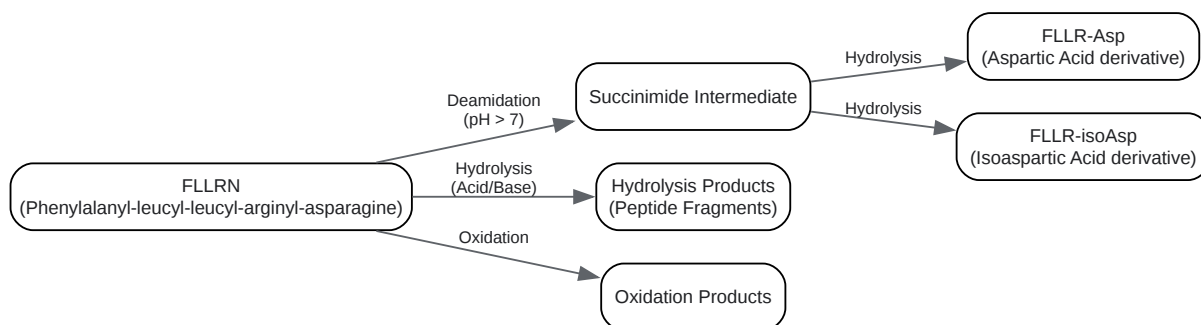 FLLRN
(Phenylalanyl-leucyl-leucyl-arginyl-asparagine)
Deamidation
(pH > 7)
Succinimide Intermediate
Hydrolysis
FLLR-Asp
(Aspartic Acid derivative)
Hydrolysis
FLLR-isoAsp
(Isoaspartic Acid derivative)
Hydrolysis
(Acid/Base)
Hydrolysis Products
(Peptide Fragments)
Oxidation
Oxidation Products